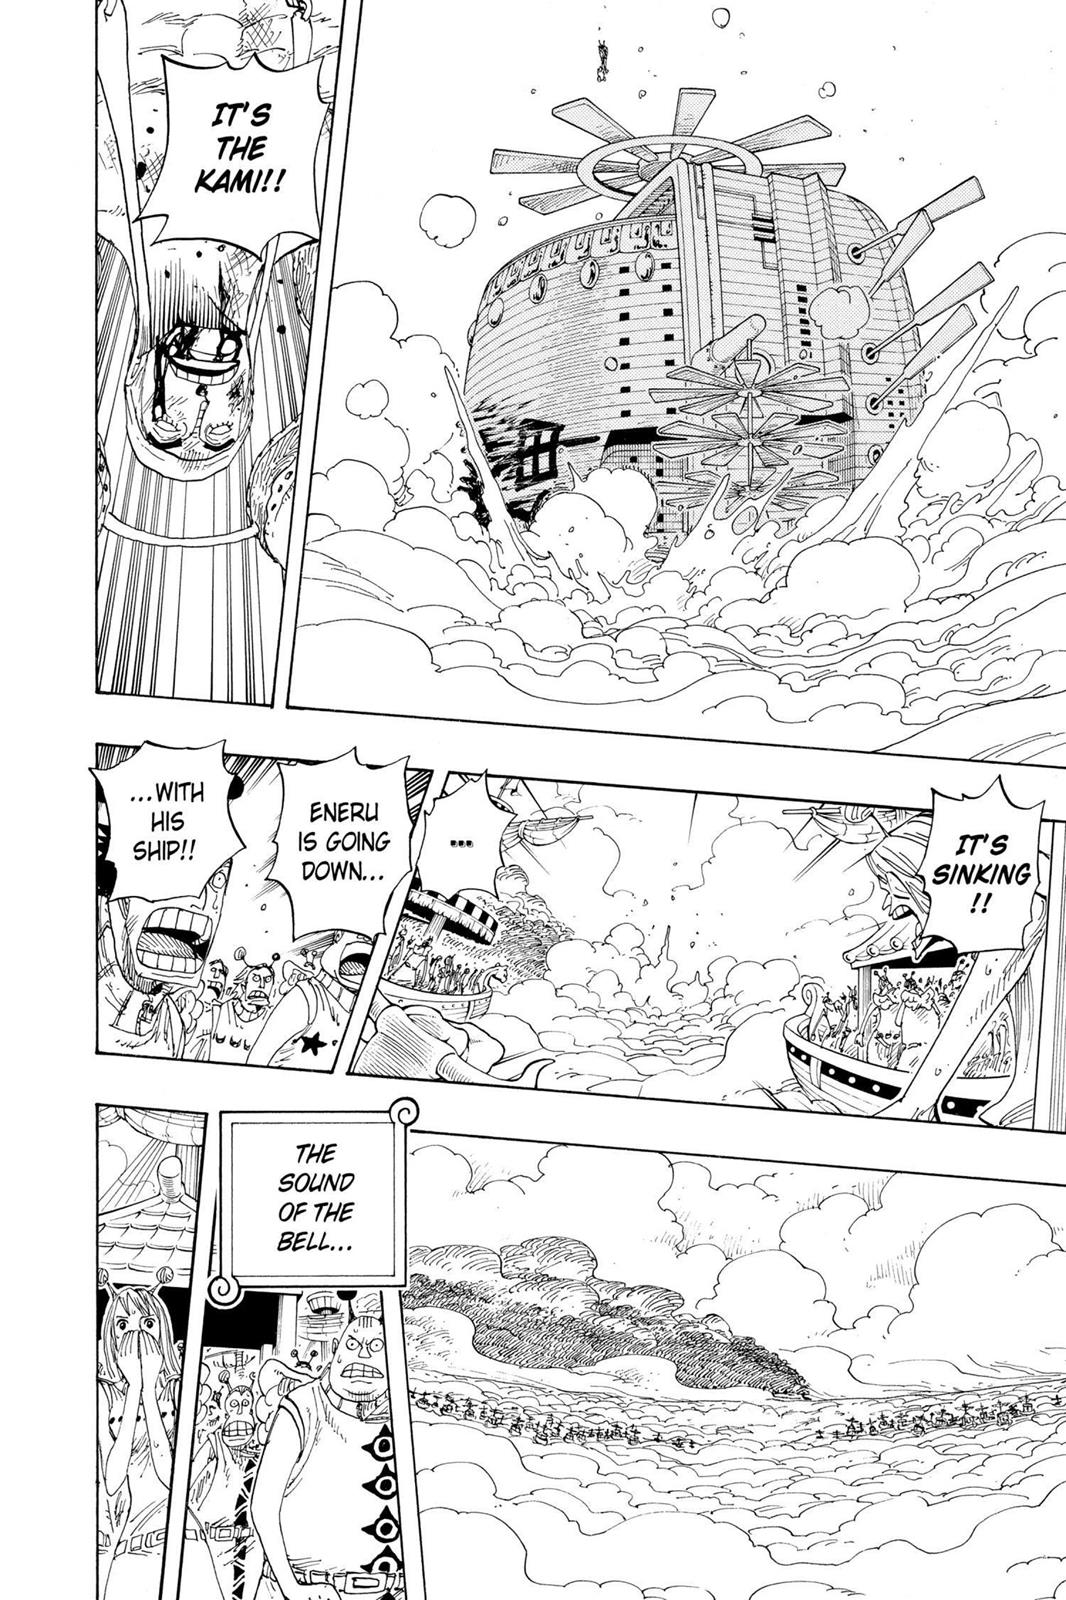 IT'S
THE
KAMI!!
IT'S
SINKING
!!
...
ENERU
IS GOING
DOWN...
...WITH
HIS
SHIP!!
THE
SOUND
OF THE
BELL...